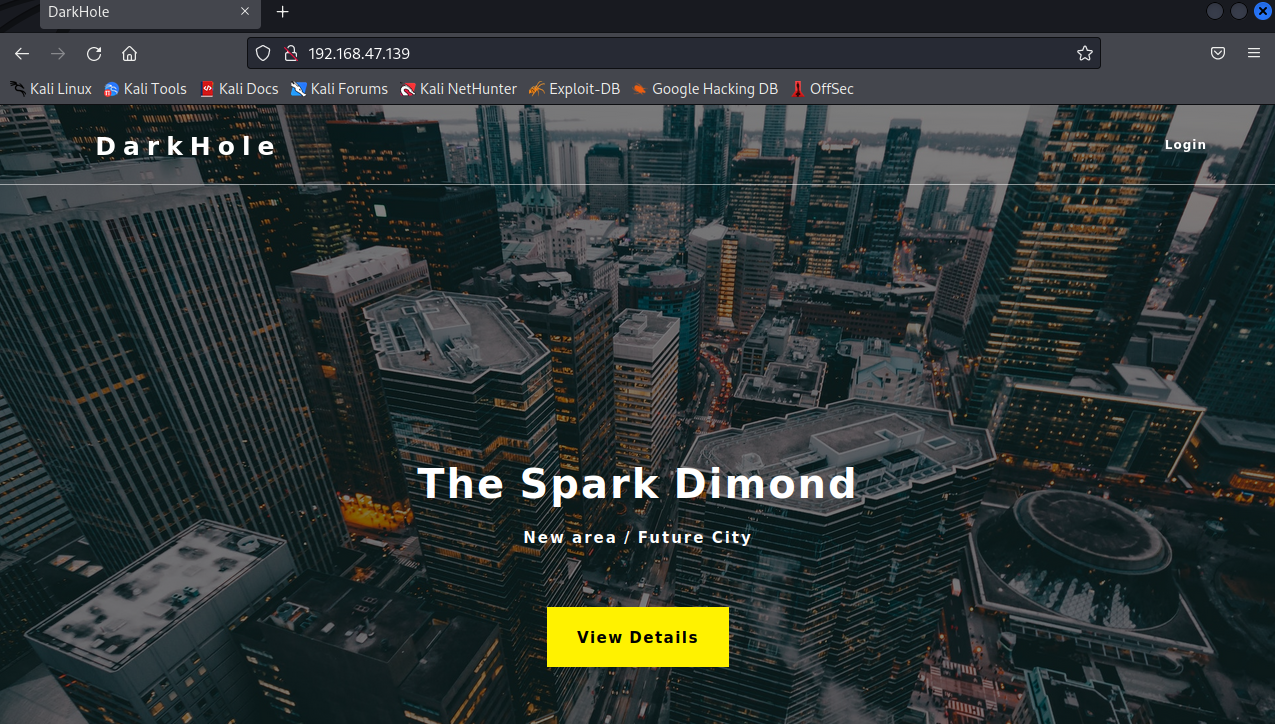 DarkHole
192.168.47.139
Kali Linux Kali Tools Kali Docs Kali Forums Kali NetHunter Exploit-DB Google Hacking DB OffSec
DarkHole Login
The Spark Dimond
New area / Future City
View Details